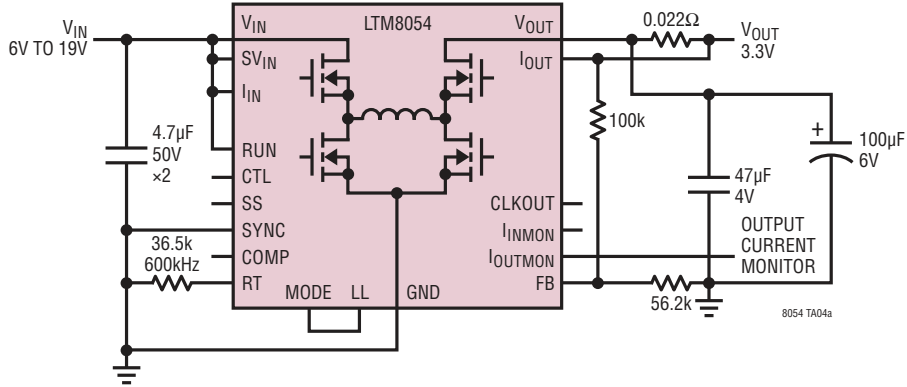 LTM8054
VIN
6V TO 19V
VIN
SVIN
IIN
RUN
CTL
SS
SYNC
COMP
RT
4.7µF
50V
×2
36.5k
600kHz
MODE
LL
GND
VOUT
IOUT
CLKOUT
IINMON
IOUTMON
FB
0.022Ω
VOUT
3.3V
100k
47µF
4V
+
100µF
6V
OUTPUT
CURRENT
MONITOR
56.2k
8054 TA04a